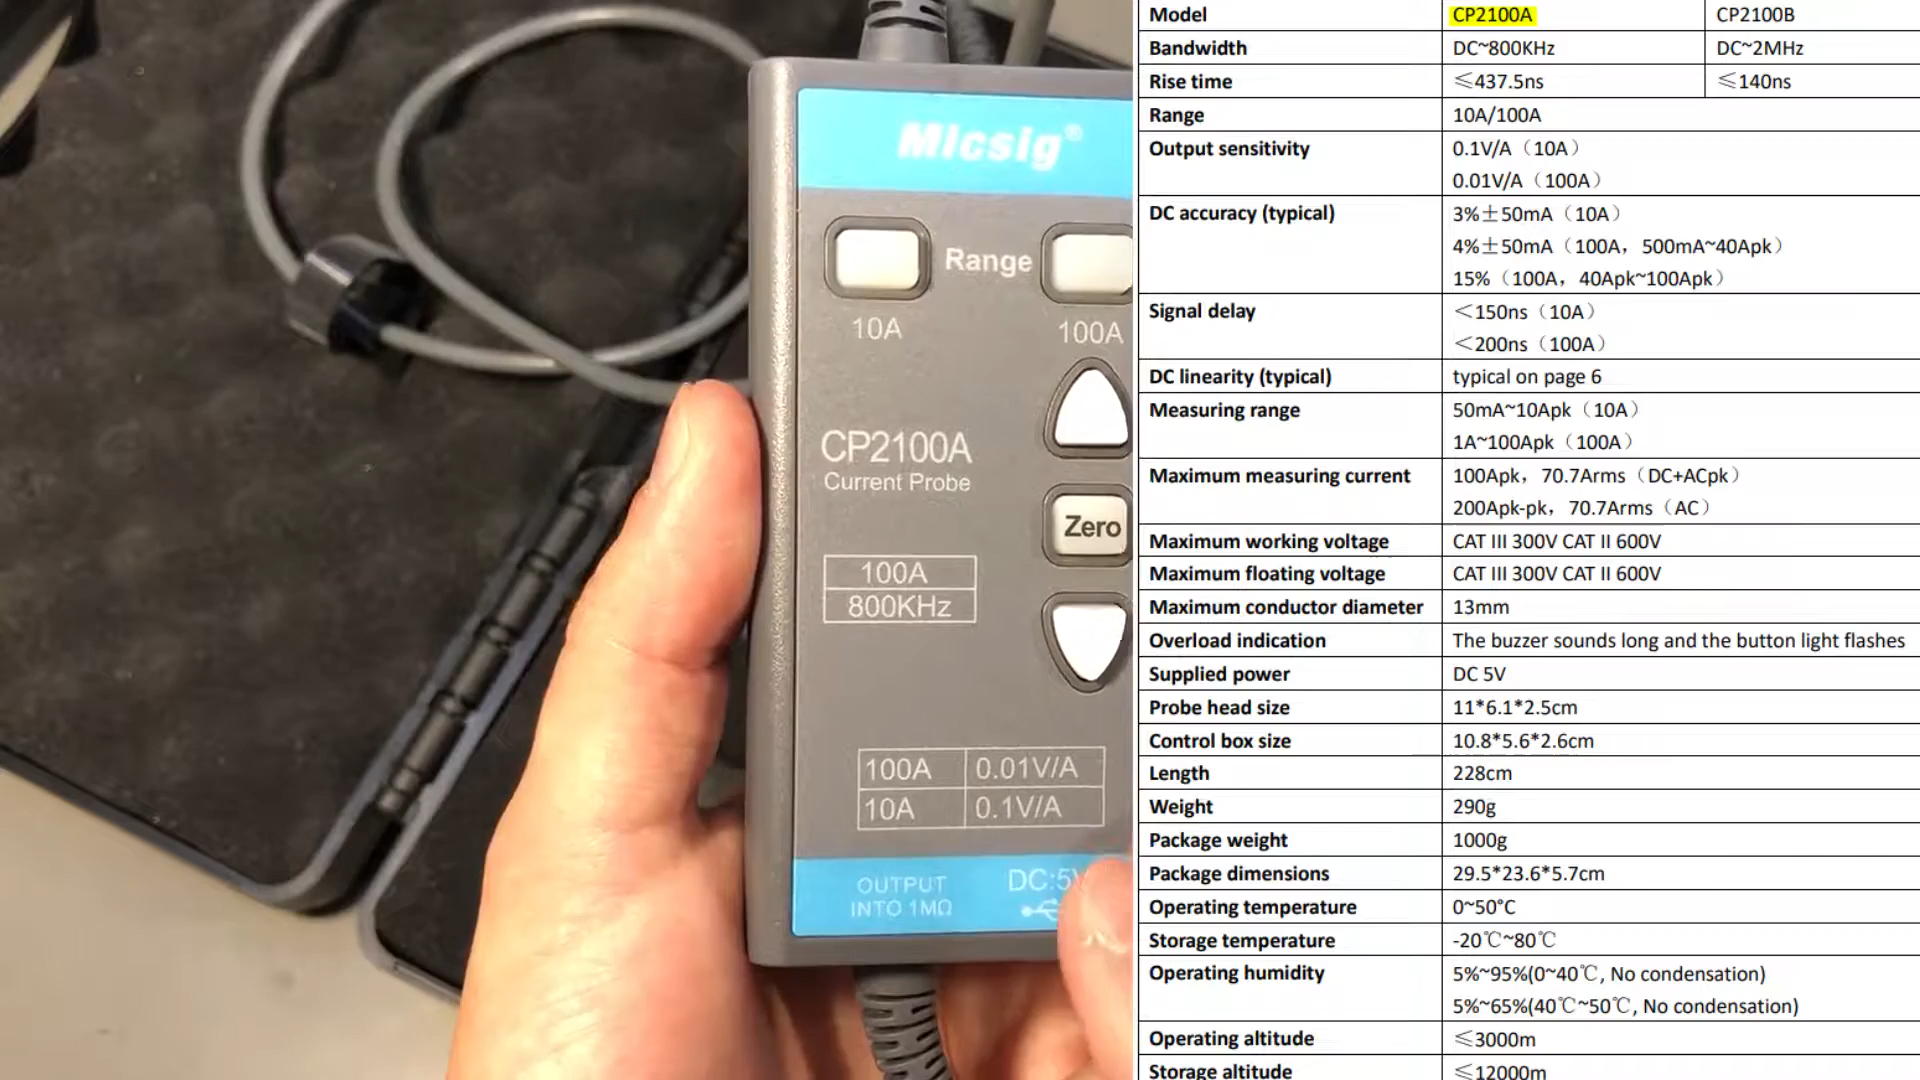 Micsig®
Range
10A
100A
CP2100A
Current Probe
Zero
100A
800KHz
100A 0.01V/A
10A 0.1V/A
OUTPUT
INTO 1MΩ
DC:5V
Model CP2100A CP2100B
Bandwidth DC~800KHz DC~2MHz
Rise time ≤437.5ns ≤140ns
Range 10A/100A
Output sensitivity 0.1V/A（10A）
0.01V/A（100A）
DC accuracy (typical) 3%±50mA（10A）
4%±50mA（100A，500mA~40Apk）
15%（100A，40Apk~100Apk）
Signal delay ＜150ns（10A）
＜200ns（100A）
DC linearity (typical) typical on page 6
Measuring range 50mA~10Apk（10A）
1A~100Apk（100A）
Maximum measuring current 100Apk，70.7Arms（DC+ACpk）
200Apk-pk，70.7Arms（AC）
Maximum working voltage CAT III 300V CAT II 600V
Maximum floating voltage CAT III 300V CAT II 600V
Maximum conductor diameter 13mm
Overload indication The buzzer sounds long and the button light flashes
Supplied power DC 5V
Probe head size 11*6.1*2.5cm
Control box size 10.8*5.6*2.6cm
Length 228cm
Weight 290g
Package weight 1000g
Package dimensions 29.5*23.6*5.7cm
Operating temperature 0~50°C
Storage temperature -20℃~80℃
Operating humidity 5%~95%(0~40℃, No condensation)
5%~65%(40℃~50℃, No condensation)
Operating altitude ≤3000m
Storage altitude ≤12000m